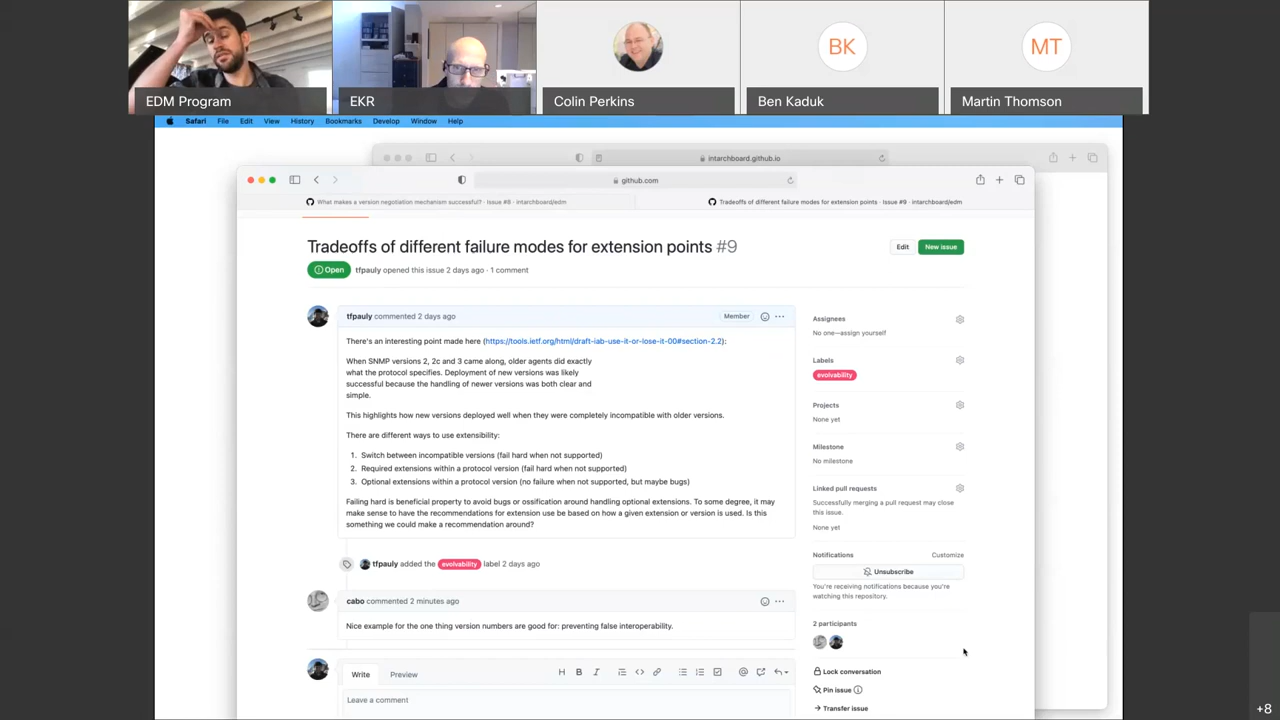 EDM Program
EKR
Colin Perkins
BK
Ben Kaduk
MT
Martin Thomson
Safari File Edit View History Bookmarks Develop Window Help
intarchboard.github.io
github.com
What makes a version negotiation mechanism successful? · Issue #8 · intarchboard/edm
Tradeoffs of different failure modes for extension points · Issue #9 · intarchboard/edm
Tradeoffs of different failure modes for extension points #9
Edit
New issue
Open
tfpauly opened this issue 2 days ago · 1 comment
tfpauly commented 2 days ago
Member
There's an interesting point made here (https://tools.ietf.org/html/draft-iab-use-it-or-lose-it-00#section-2.2):
When SNMP versions 2, 2c and 3 came along, older agents did exactly
what the protocol specifies. Deployment of new versions was likely
successful because the handling of newer versions was both clear and
simple.
This highlights how new versions deployed well when they were completely incompatible with older versions.
There are different ways to use extensibility:
1. Switch between incompatible versions (fail hard when not supported)
2. Required extensions within a protocol version (fail hard when not supported)
3. Optional extensions within a protocol version (no failure when not supported, but maybe bugs)
Failing hard is beneficial property to avoid bugs or ossification around handling optional extensions. To some degree, it may
make sense to have the recommendations for extension use be based on how a given extension or version is used. Is this
something we could make a recommendation around?
tfpauly added the evolvability label 2 days ago
cabo commented 2 minutes ago
Nice example for the one thing version numbers are good for: preventing false interoperability.
Write
Preview
H B I
Leave a comment
Assignees
No one—assign yourself
Labels
evolvability
Projects
None yet
Milestone
No milestone
Linked pull requests
Successfully merging a pull request may close
this issue.
None yet
Notifications
Customize
Unsubscribe
You're receiving notifications because you're
watching this repository.
2 participants
Lock conversation
Pin issue
Transfer issue
+8